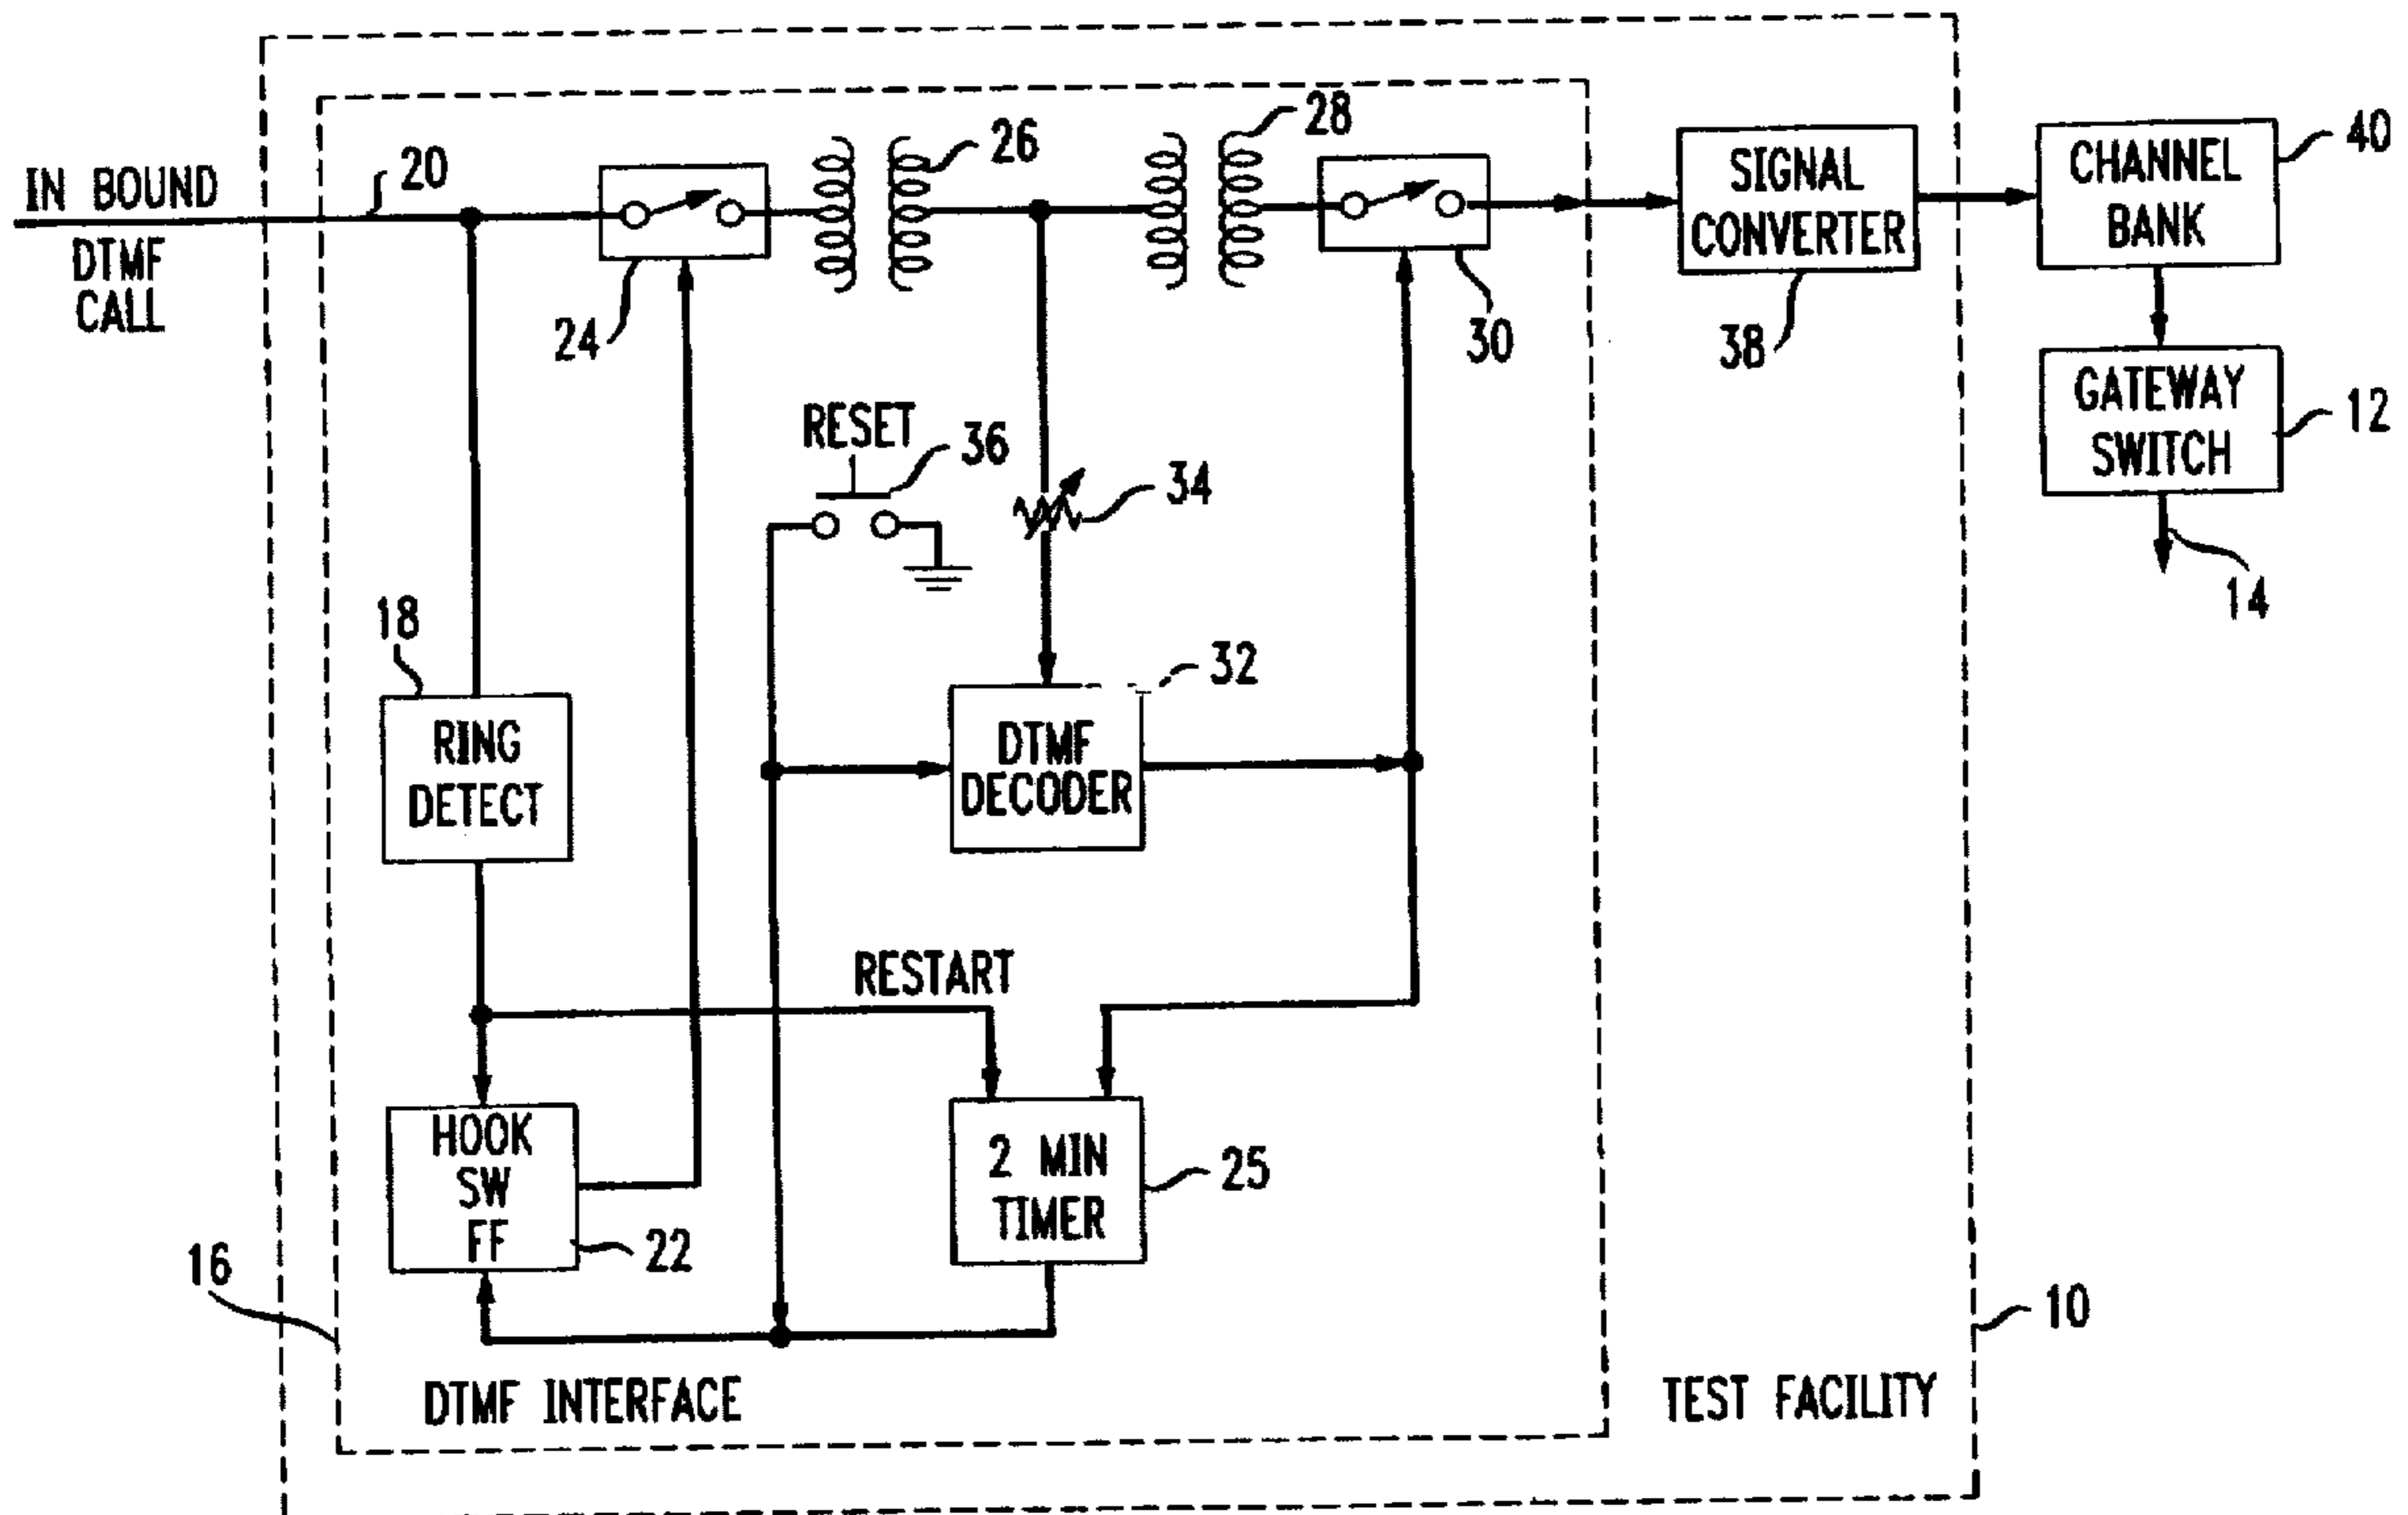 IN BOUND
DTMF
CALL
20
24
26
28
30
SIGNAL
CONVERTER
38
CHANNEL
BANK
40
GATEWAY
SWITCH
12
14
RESET
36
34
18
RING
DETECT
32
DTMF
DECODER
RESTART
HOOK
SW
FF
22
2 MIN
TIMER
25
16
10
DTMF INTERFACE
TEST FACILITY